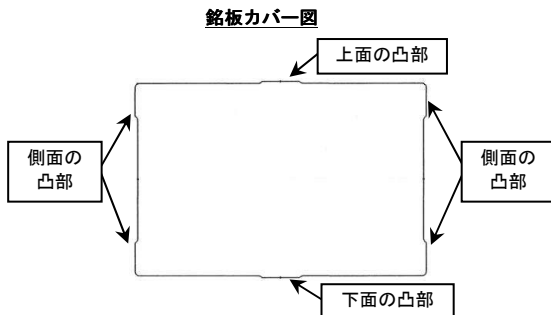 銘板カバー図
上面の凸部
側面の
凸部
側面の
凸部
下面の凸部